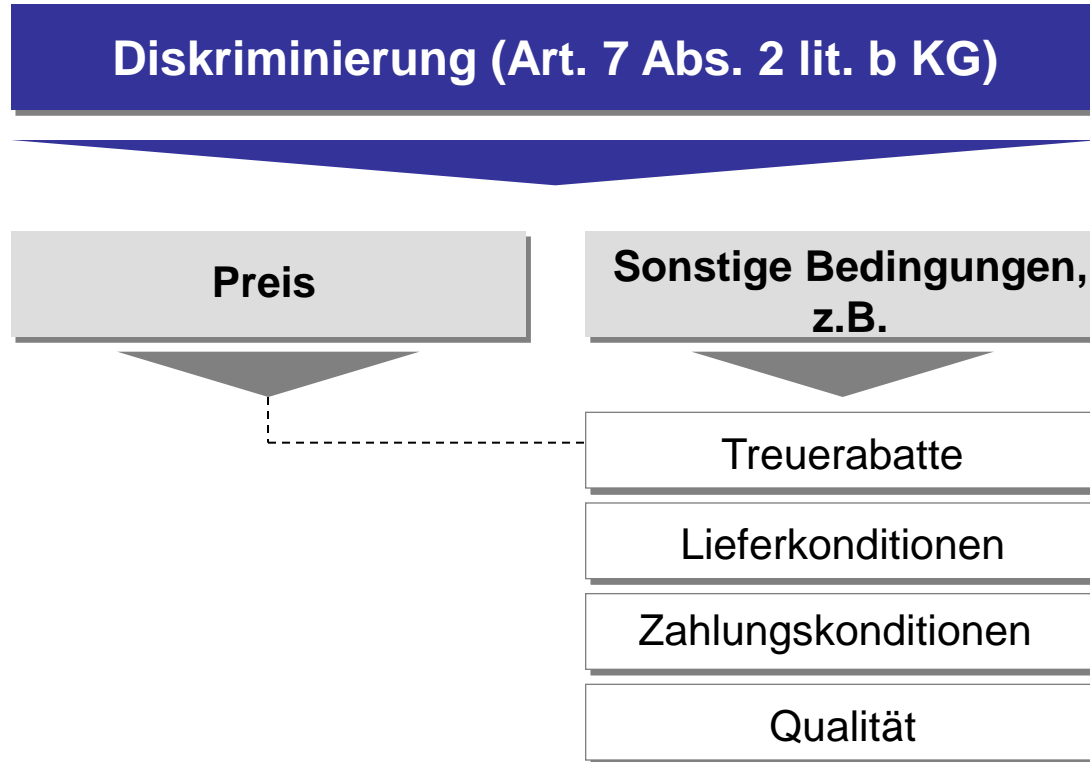 Diskriminierung (Art. 7 Abs. 2 lit. b KG)
Preis
Sonstige Bedingungen,
z.B.
Treuerabatte
Lieferkonditionen
Zahlungskonditionen
Qualität